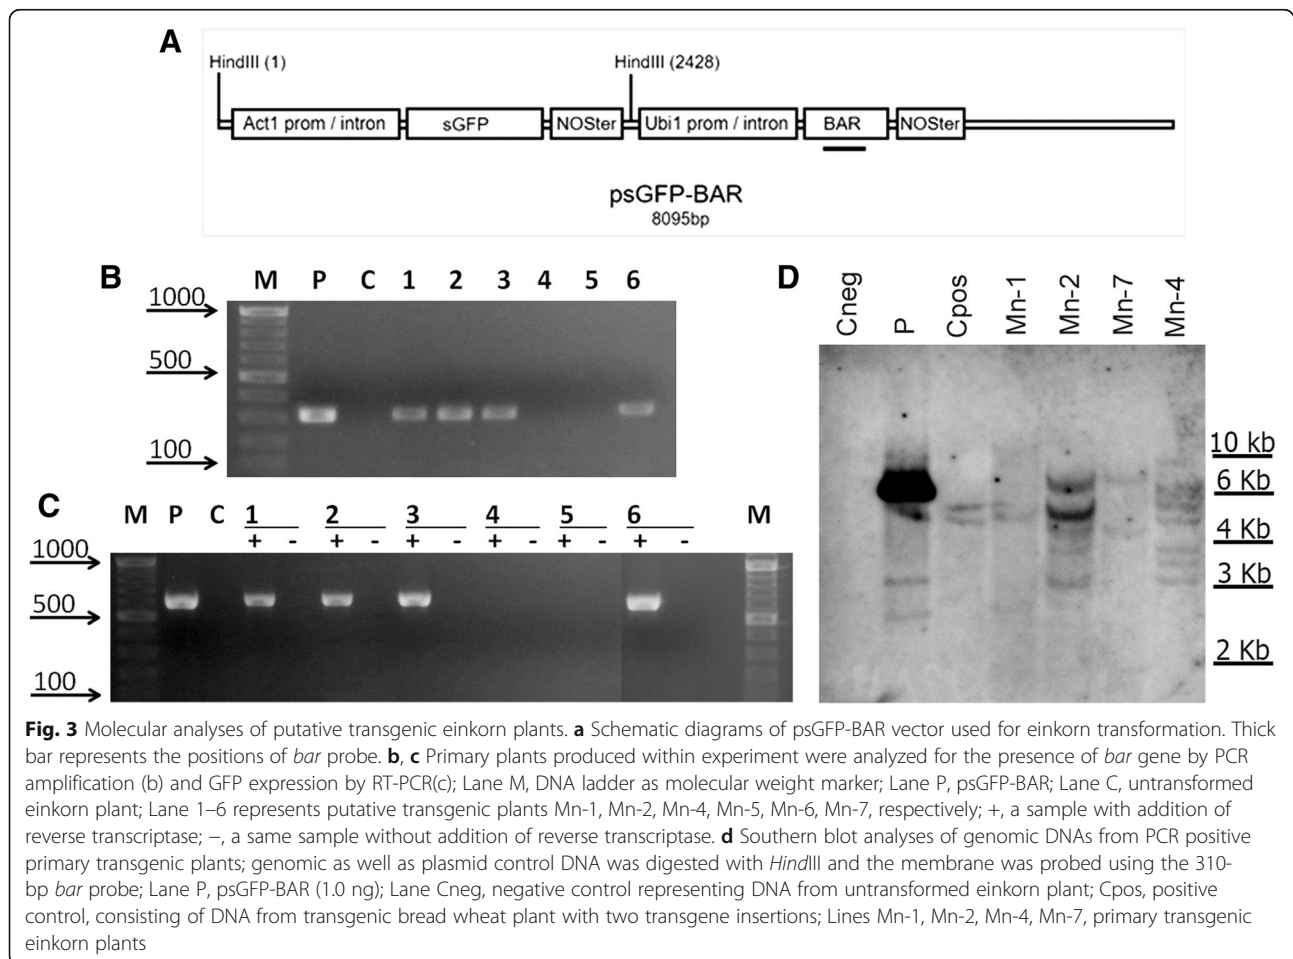 A
HindIII (1)
HindIII (2428)
Act1 prom / intron
sGFP
NOSter
Ubi1 prom / intron
BAR
NOSter
psGFP-BAR
8095bp
B
M P C 1 2 3 4 5 6
1000
500
100
C
M P C 1 2 3 4 5 6 M
+ - + - + - + - + - + -
1000
500
100
D
Cneg P Cpos Mn-1 Mn-2 Mn-7 Mn-4
10 kb
6 Kb
4 Kb
3 Kb
2 Kb
Fig. 3 Molecular analyses of putative transgenic einkorn plants. a Schematic diagrams of psGFP-BAR vector used for einkorn transformation. Thick
bar represents the positions of bar probe. b, c Primary plants produced within experiment were analyzed for the presence of bar gene by PCR
amplification (b) and GFP expression by RT-PCR(c); Lane M, DNA ladder as molecular weight marker; Lane P, psGFP-BAR; Lane C, untransformed
einkorn plant; Lane 1–6 represents putative transgenic plants Mn-1, Mn-2, Mn-4, Mn-5, Mn-6, Mn-7, respectively; +, a sample with addition of
reverse transcriptase; −, a same sample without addition of reverse transcriptase. d Southern blot analyses of genomic DNAs from PCR positive
primary transgenic plants; genomic as well as plasmid control DNA was digested with HindIII and the membrane was probed using the 310-
bp bar probe; Lane P, psGFP-BAR (1.0 ng); Lane Cneg, negative control representing DNA from untransformed einkorn plant; Cpos, positive
control, consisting of DNA from transgenic bread wheat plant with two transgene insertions; Lines Mn-1, Mn-2, Mn-4, Mn-7, primary transgenic
einkorn plants